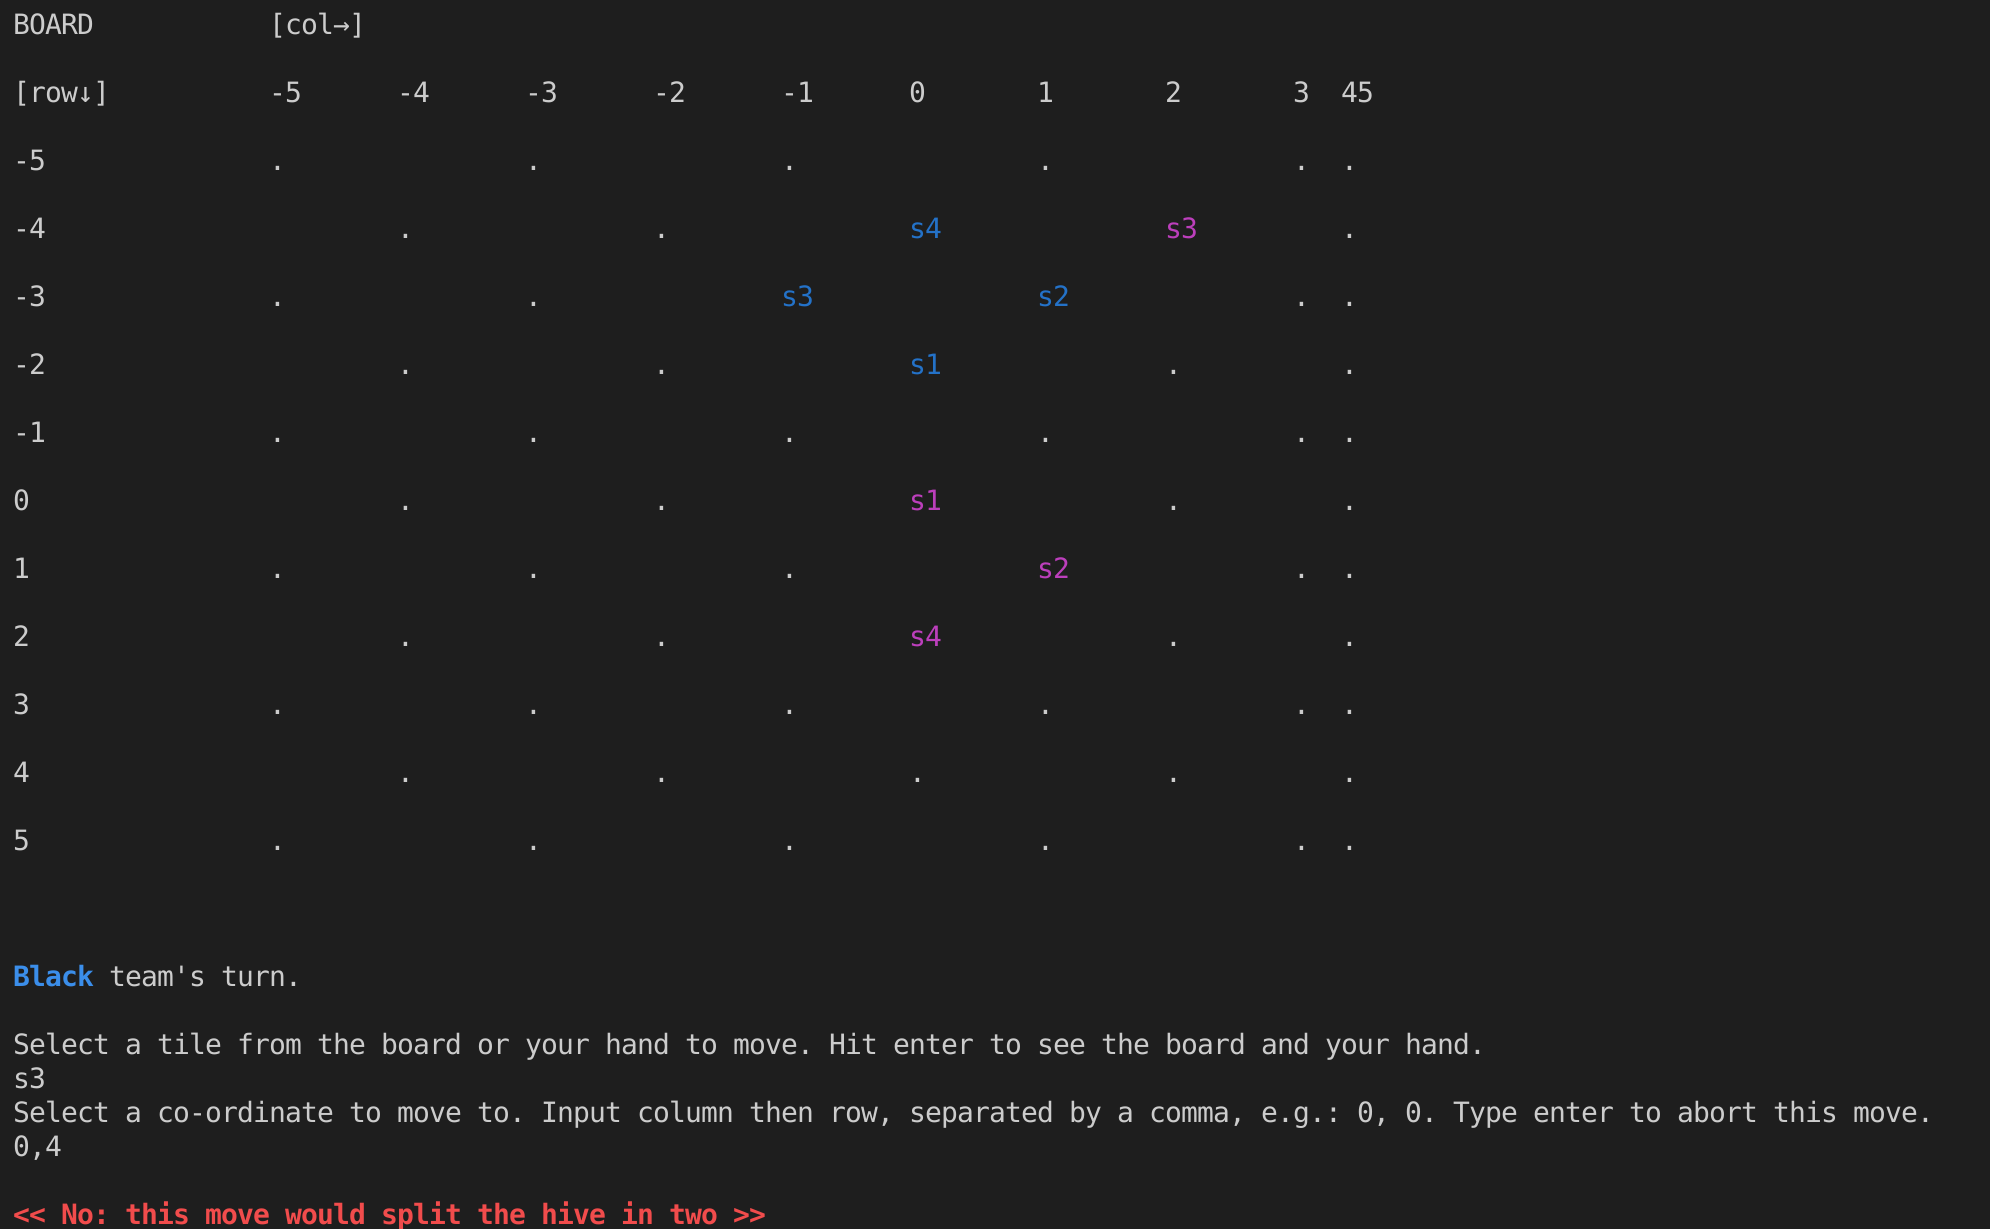 BOARD [col→]
[row↓] -5 -4 -3 -2 -1 0 1 2 3 45
-5 . . . . . .
-4 . . s4 s3 .
-3 . . s3 s2 . .
-2 . . s1 . .
-1 . . . . . .
0 . . s1 . .
1 . . . s2 . .
2 . . s4 . .
3 . . . . . .
4 . . . . .
5 . . . . . .
Black team's turn.
Select a tile from the board or your hand to move. Hit enter to see the board and your hand.
s3
Select a co-ordinate to move to. Input column then row, separated by a comma, e.g.: 0, 0. Type enter to abort this move.
0,4
<< No: this move would split the hive in two >>